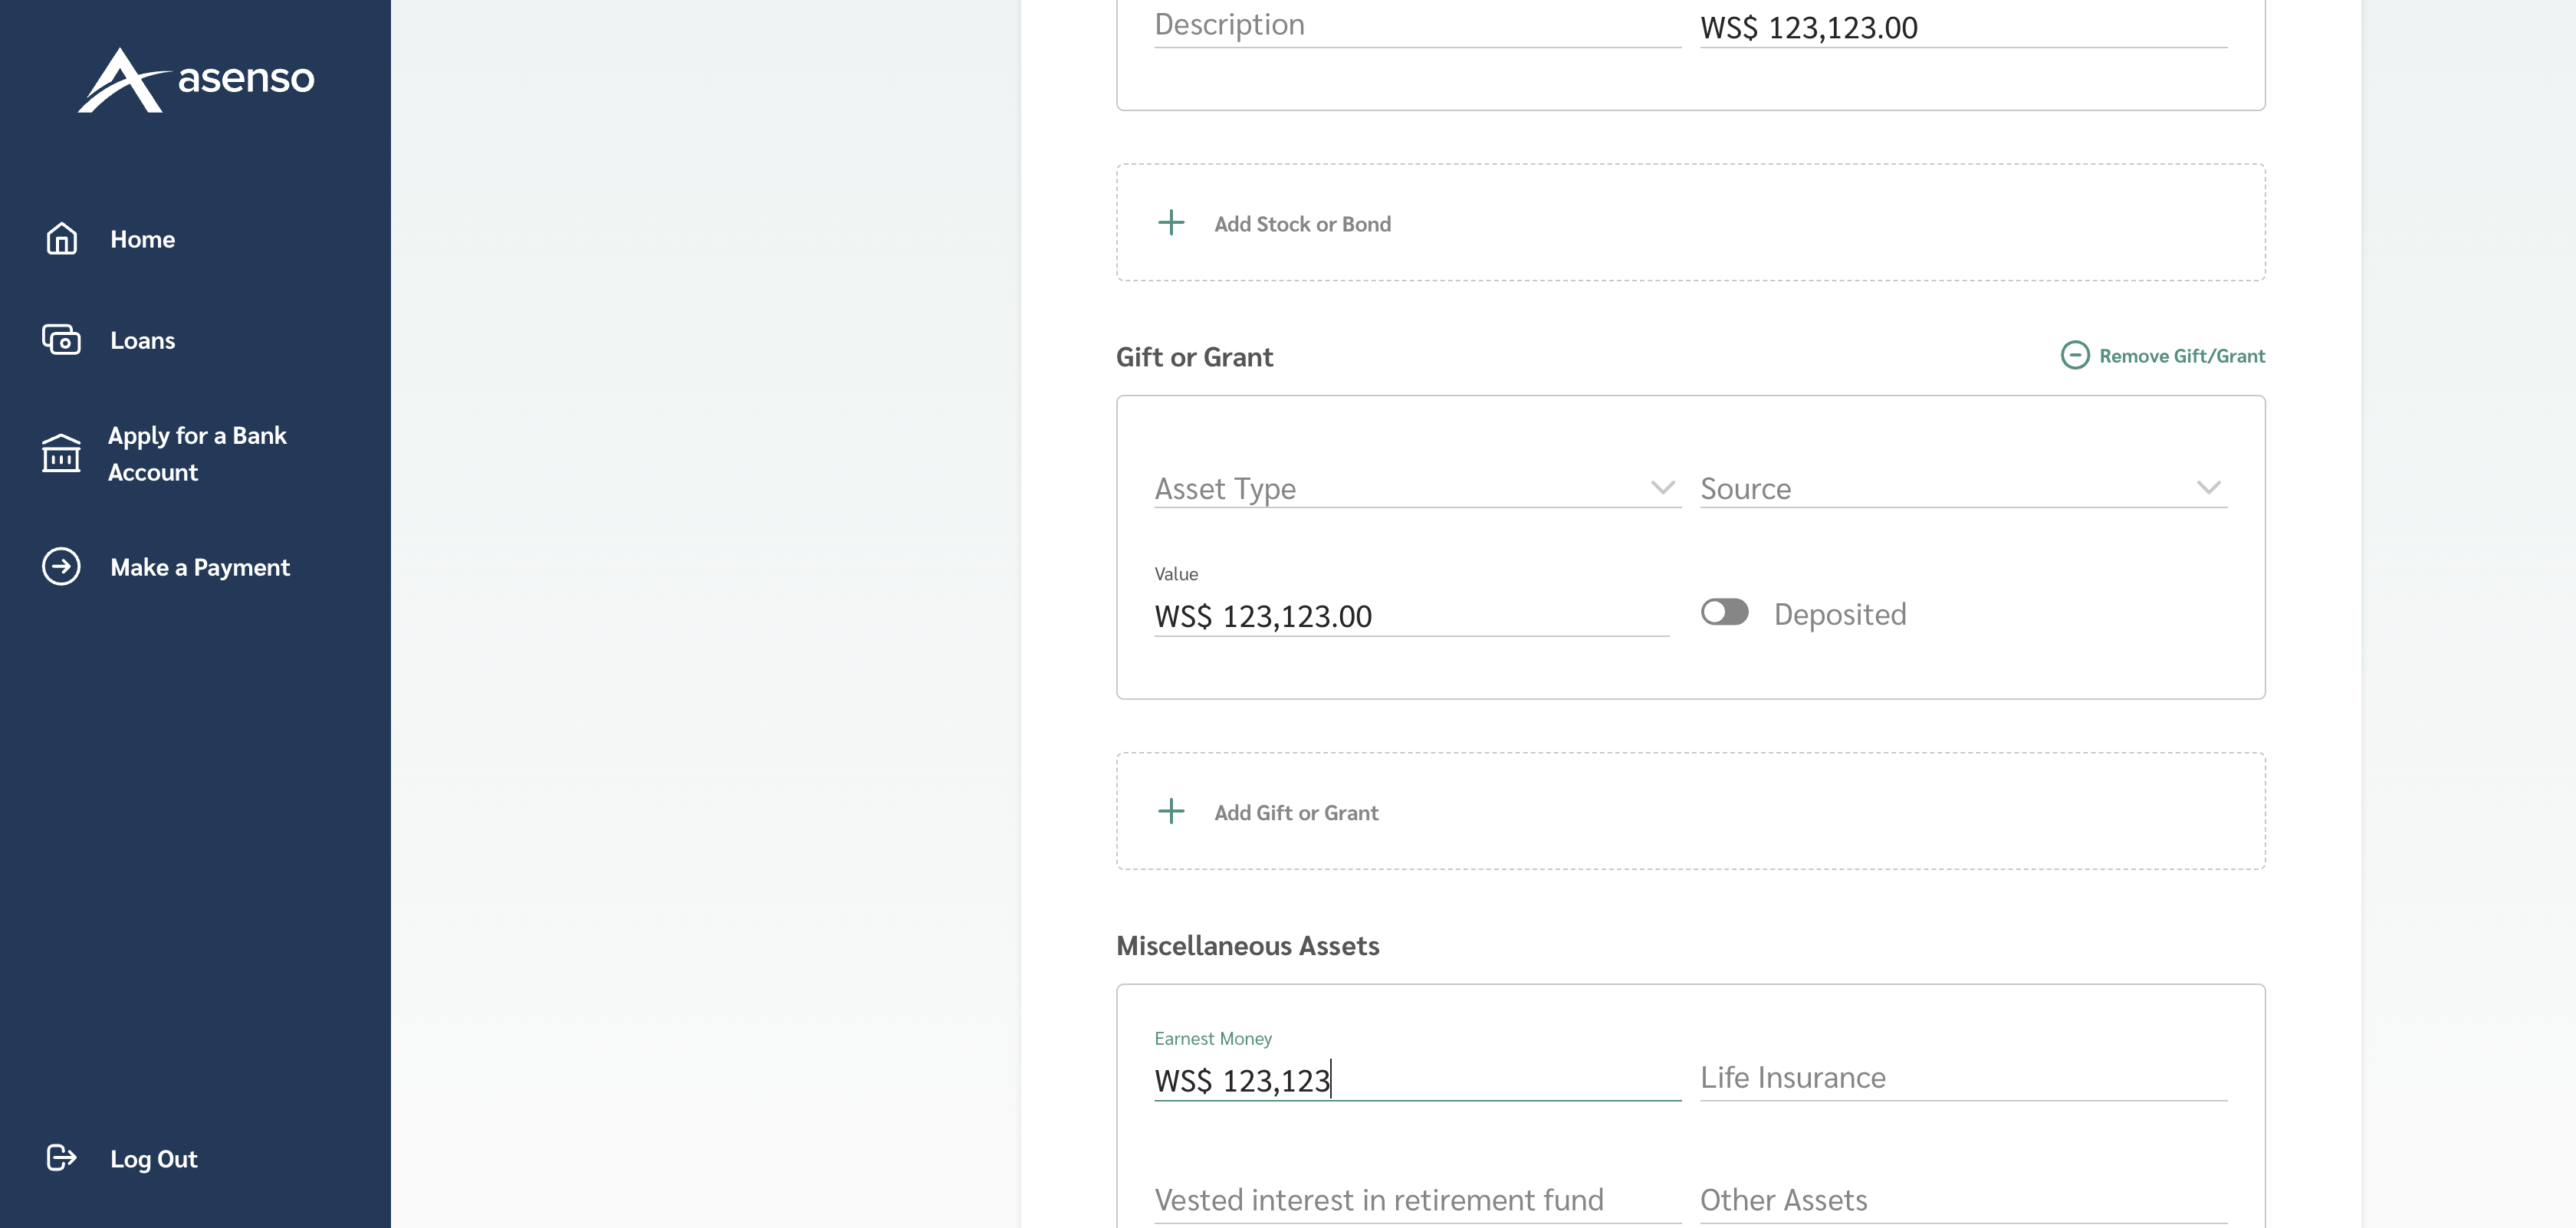 asenso
Home
Loans
Apply for a Bank
Account
Make a Payment
Log Out
Description
WS$ 123,123.00
Add Stock or Bond
Gift or Grant
Remove Gift/Grant
Asset Type
Source
Value
WS$ 123,123.00
Deposited
Add Gift or Grant
Miscellaneous Assets
Earnest Money
WS$ 123,123
Life Insurance
Vested interest in retirement fund
Other Assets